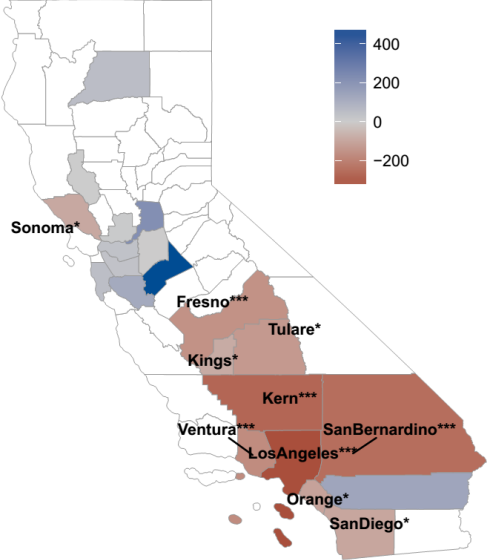 400
200
0
−200
Sonoma*
Fresno***
Tulare*
Kings*
Kern***
Ventura***
SanBernardino***
LosAngeles***
Orange*
SanDiego*